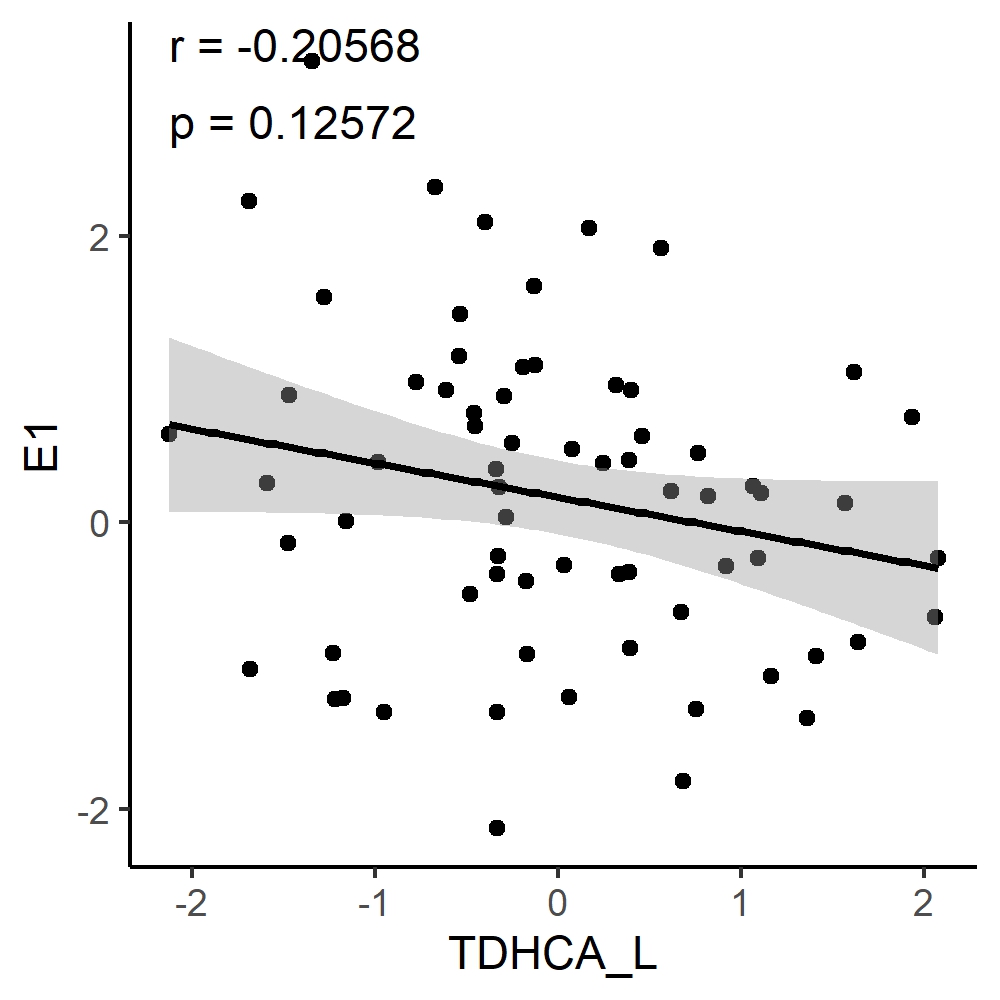 r = -0.20568
p = 0.12572
E1
2
0
-2
-2 -1 0 1 2
TDHCA_L